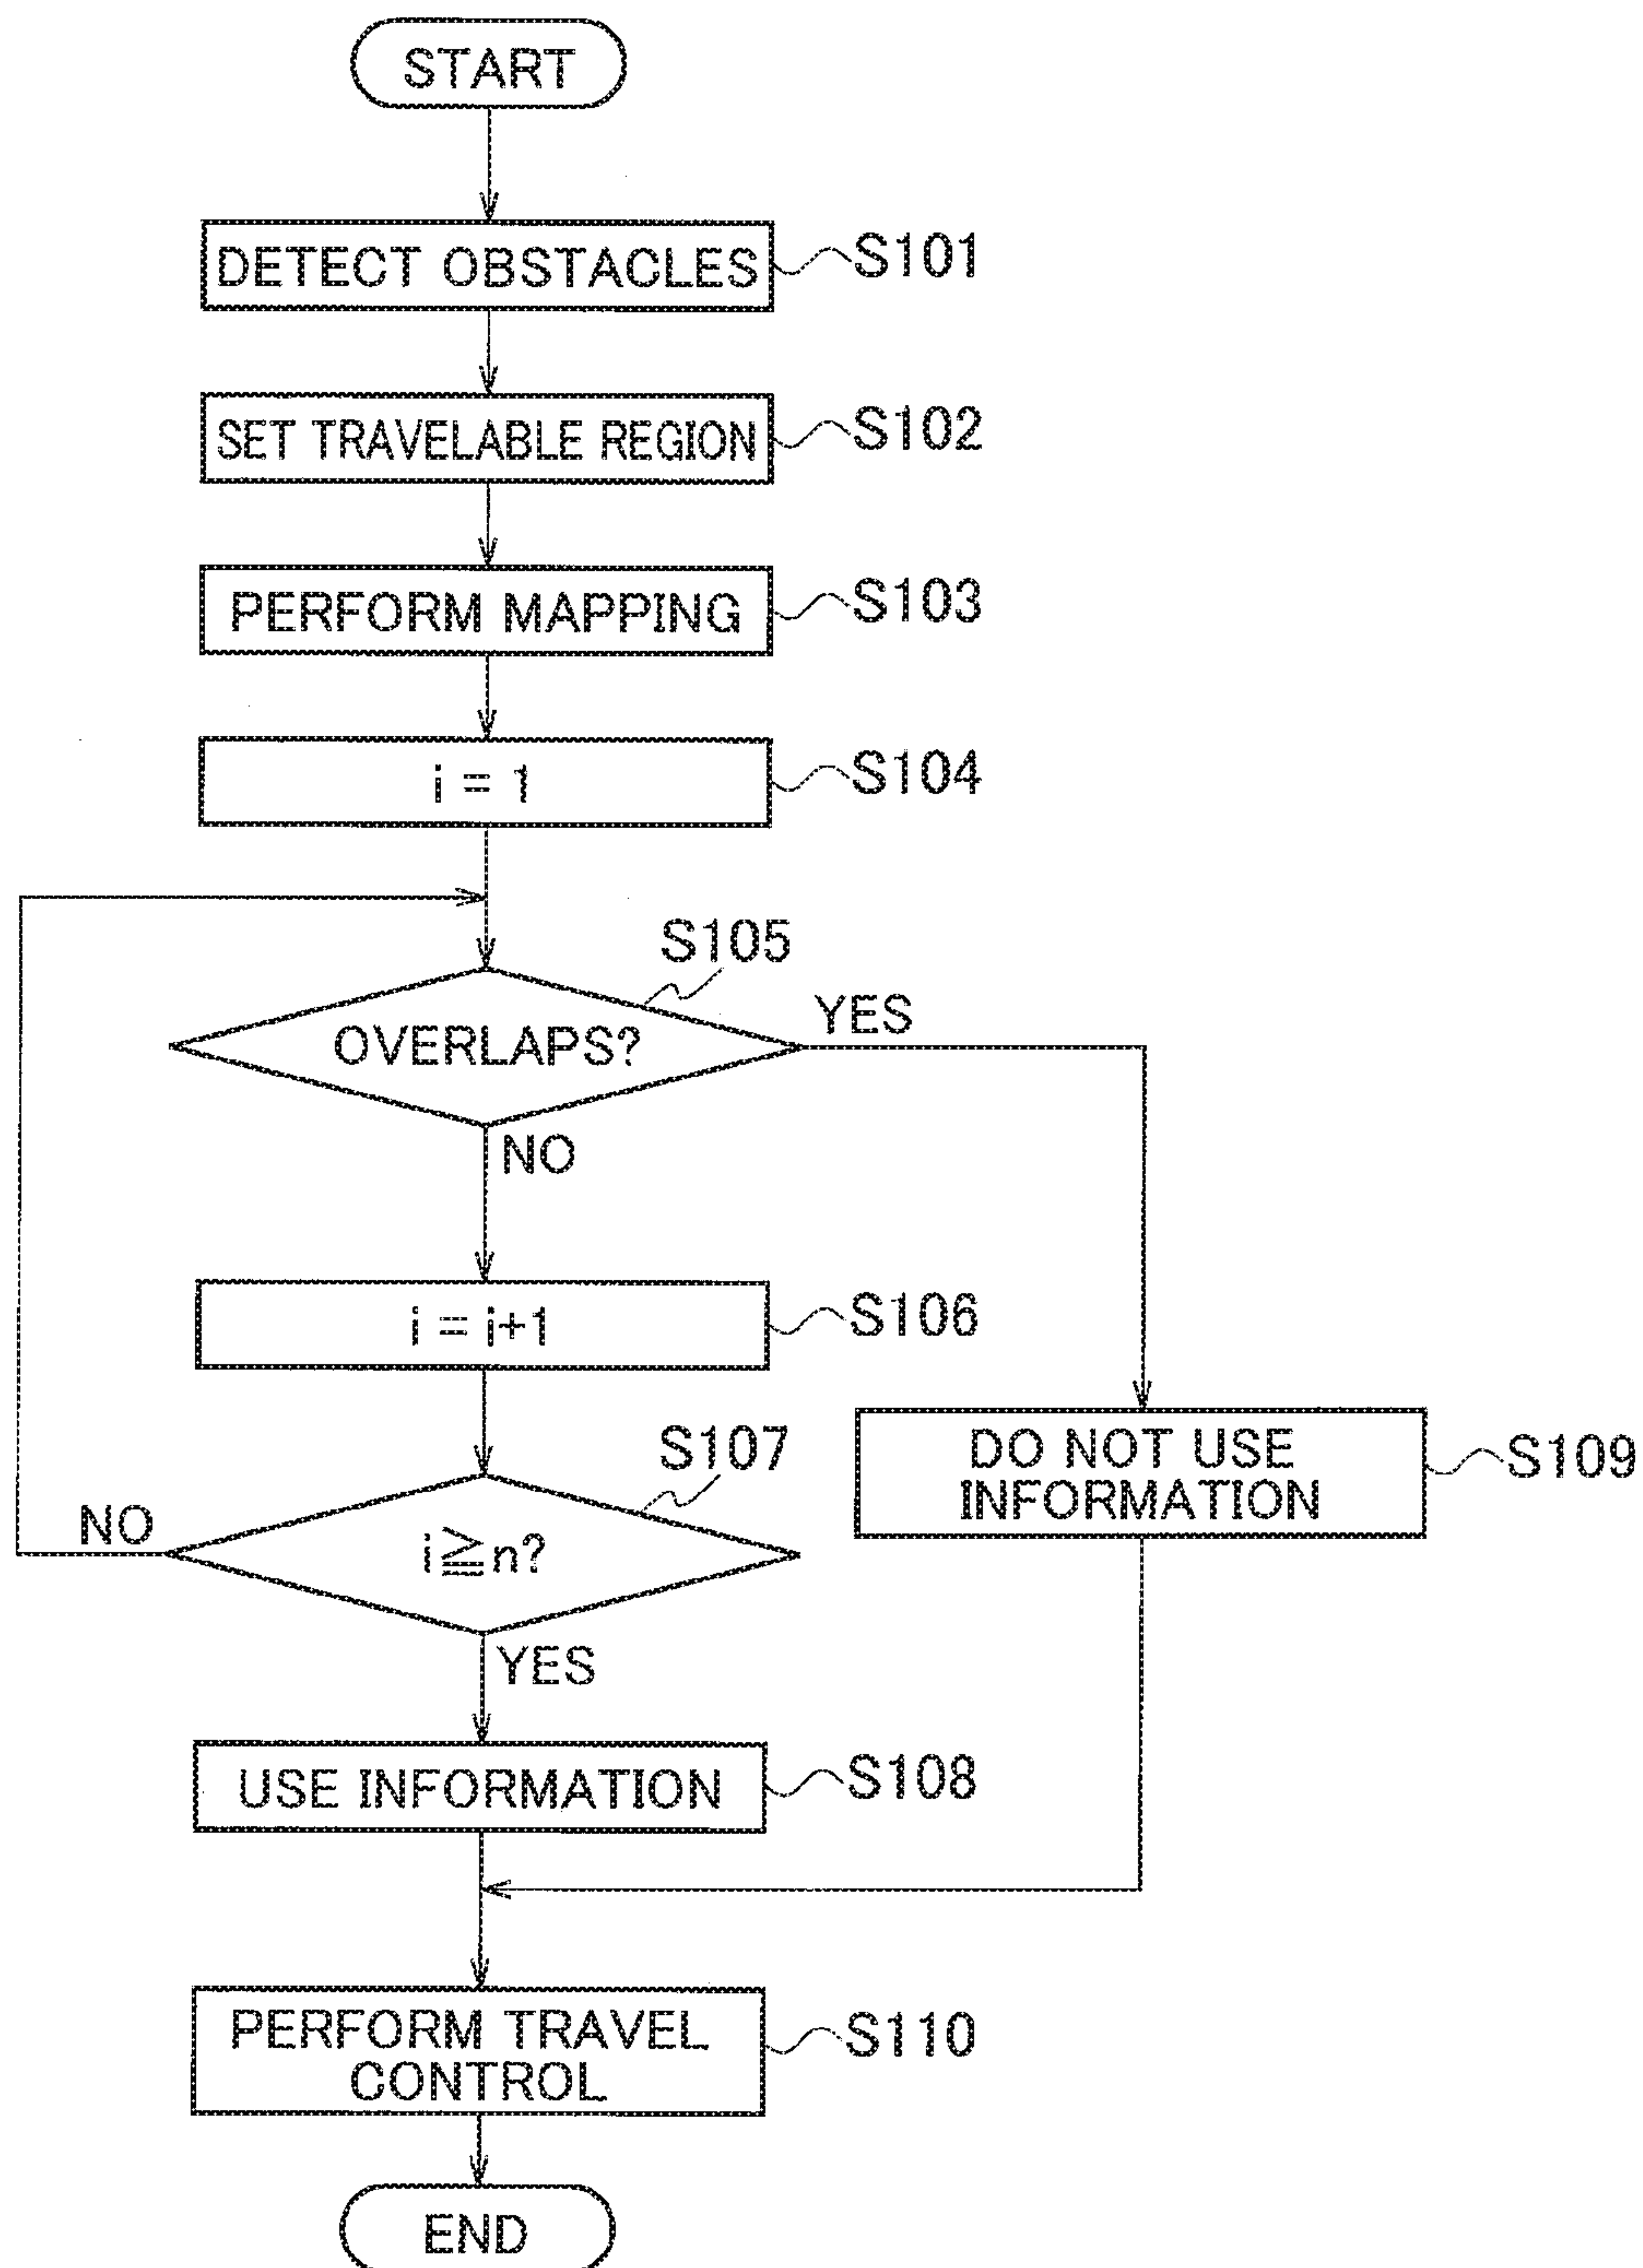 START
DETECT OBSTACLES
S101
SET TRAVELABLE REGION
S102
PERFORM MAPPING
S103
i = 1
S104
S105
OVERLAPS?
YES
NO
i = i+1
S106
S107
i≧n?
NO
YES
DO NOT USE
INFORMATION
S109
USE INFORMATION
S108
PERFORM TRAVEL
CONTROL
S110
END